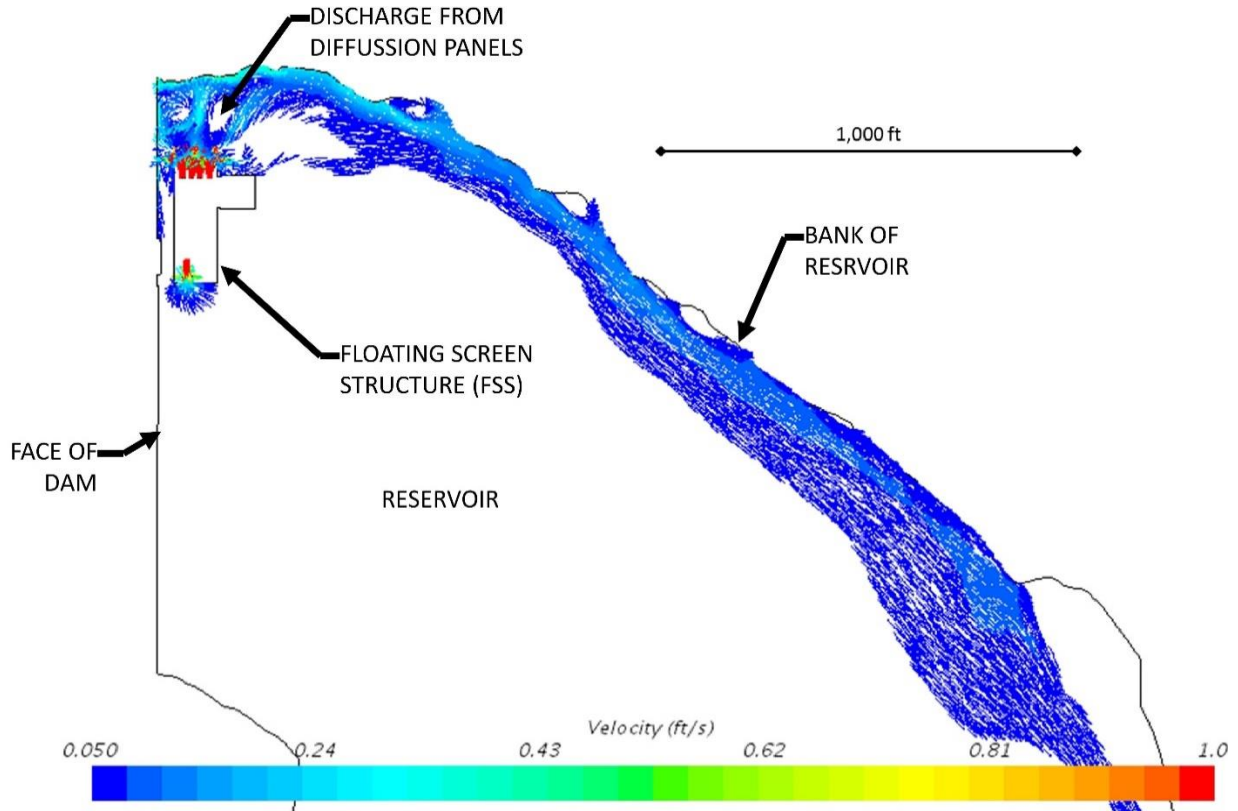 DISCHARGE FROM
DIFFUSSION PANELS
1,000 ft
BANK OF
RESRVOIR
FLOATING SCREEN
STRUCTURE (FSS)
FACE OF
DAM
RESERVOIR
Velocity (ft/s)
0.050 0.24 0.43 0.62 0.81 1.0